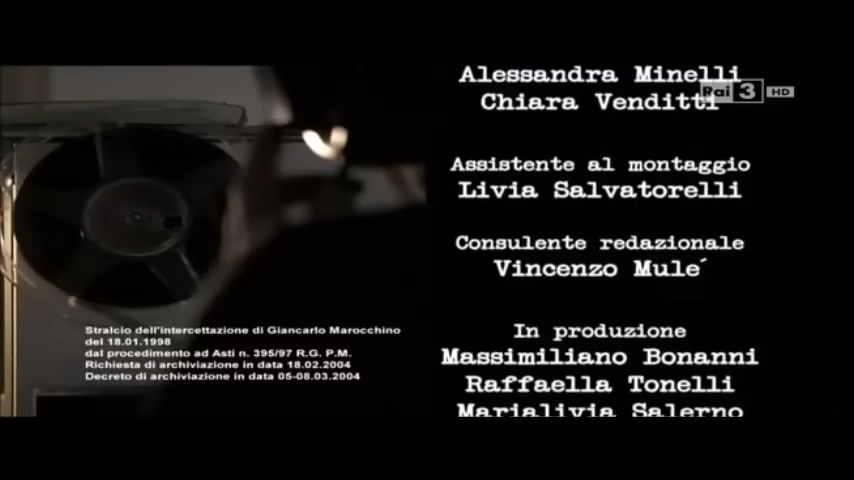 Alessandra Minelli
Chiara Venditti
Rai 3 HD
Assistente al montaggio
Livia Salvatorelli
Consulente redazionale
Vincenzo Mule´
In produzione
Massimiliano Bonanni
Raffaella Tonelli
Marialivia Salerno
Stralcio dell'intercettazione di Giancarlo Marocchino
del 18.01.1998
dal procedimento ad Asti n. 395/97 R.G. P.M.
Richiesta di archiviazione in data 18.02.2004
Decreto di archiviazione in data 05-08.03.2004